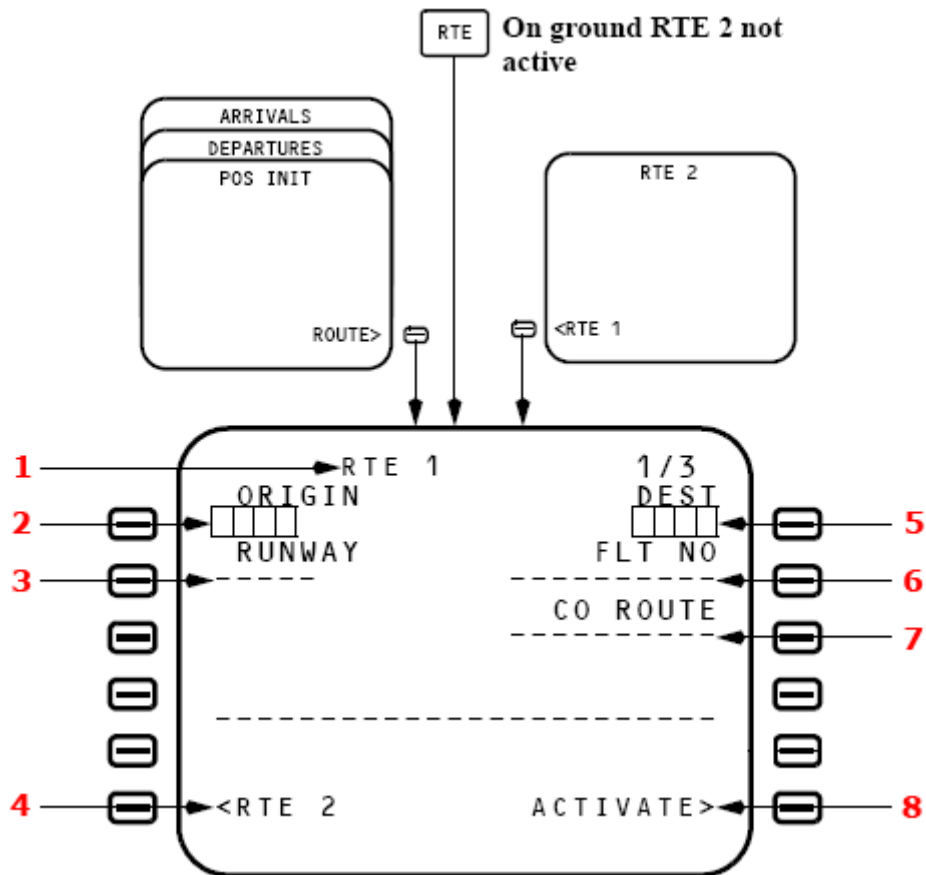 RTE
On ground RTE 2 not
active
ARRIVALS
DEPARTURES
POS INIT
ROUTE>
RTE 2
<RTE 1
1 RTE 1 1/3
ORIGIN DEST
2 5
RUNWAY FLT NO
3 ----- ----------- 6
CO ROUTE
---------- 7
--------------------------
4 <RTE 2 ACTIVATE> 8